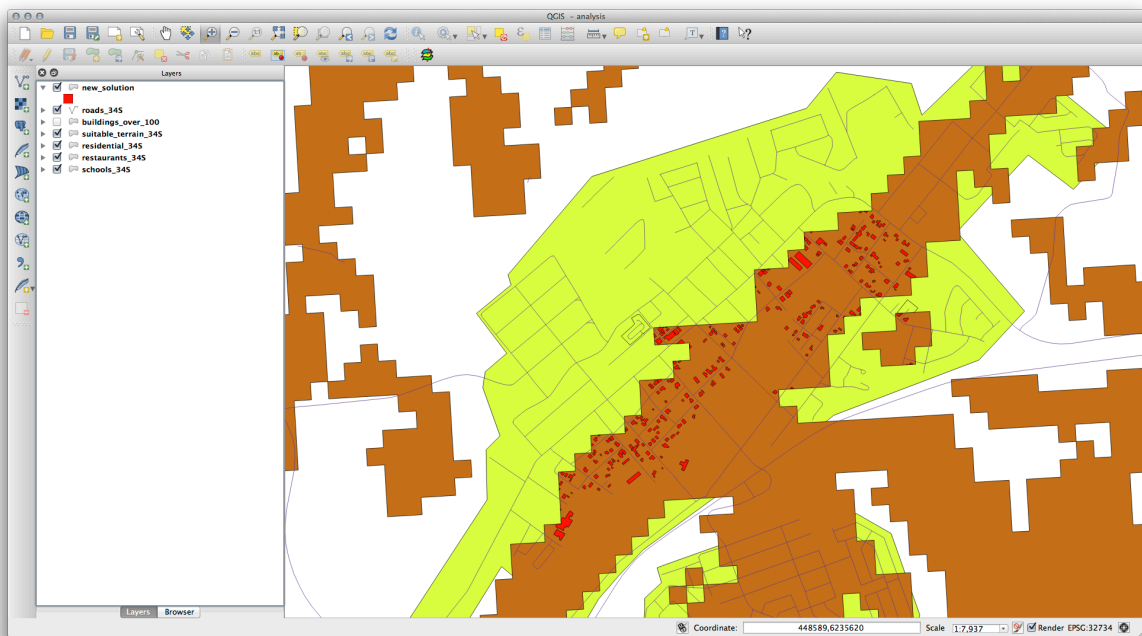 QGIS - analysis
Layers
new_solution
roads_34S
buildings_over_100
suitable_terrain_34S
residential_34S
restaurants_34S
schools_34S
Layers
Browser
Coordinate:
448589,6235620
Scale
1:7,937
Render
EPSG:32734